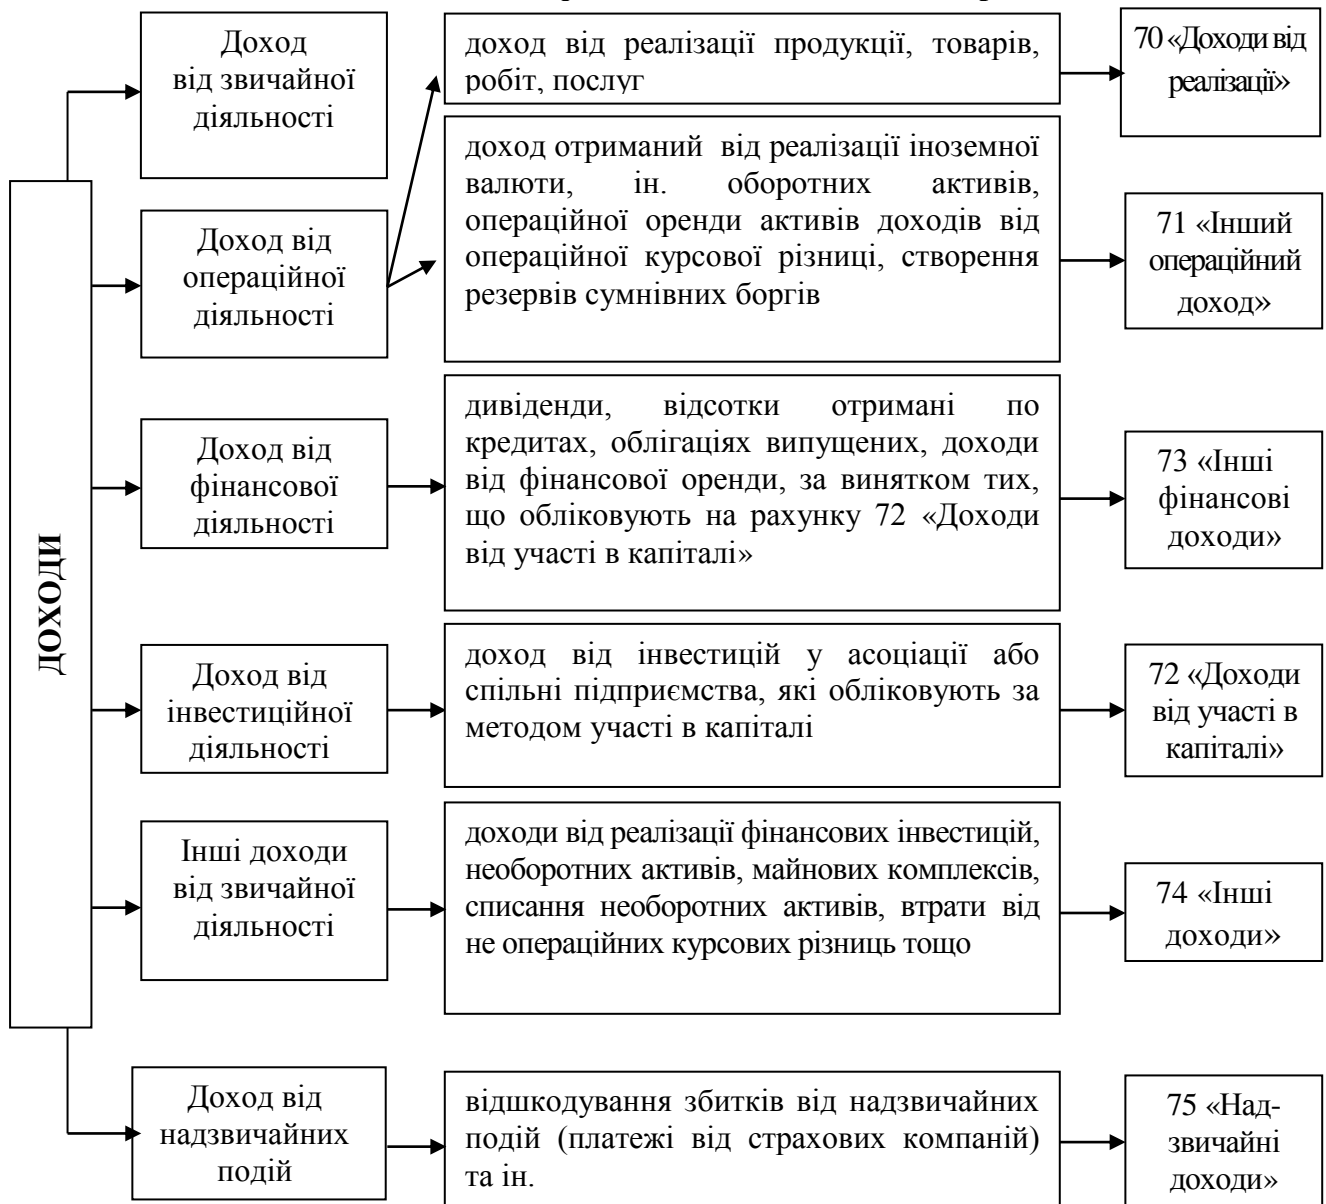 Доход
від звичайної
діяльності
доход від реалізації продукції, товарів,
робіт, послуг
70 «Доходи від
реалізації»
ДОХОДИ
Доход від
операційної
діяльності
доход отриманий від реалізації іноземної
валюти, ін. оборотних активів,
операційної оренди активів доходів від
операційної курсової різниці, створення
резервів сумнівних боргів
71 «Інший
операційний
доход»
Доход від
фінансової
діяльності
дивіденди, відсотки отримані по
кредитах, облігаціях випущених, доходи
від фінансової оренди, за винятком тих,
що обліковують на рахунку 72 «Доходи
від участі в капіталі»
73 «Інші
фінансові
доходи»
Доход від
інвестиційної
діяльності
доход від інвестицій у асоціації або
спільні підприємства, які обліковують за
методом участі в капіталі
72 «Доходи
від участі в
капіталі»
Інші доходи
від звичайної
діяльності
доходи від реалізації фінансових інвестицій,
необоротних активів, майнових комплексів,
списання необоротних активів, втрати від
не операційних курсових різниць тощо
74 «Інші
доходи»
Доход від
надзвичайних
подій
відшкодування збитків від надзвичайних
подій (платежі від страхових компаній)
та ін.
75 «Над-
звичайні
доходи»